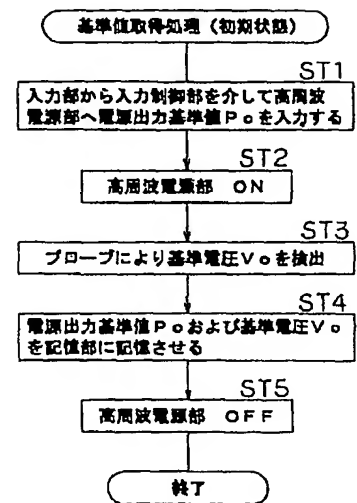 基準値取得処理（初期状態）
ST1
入力部から入力制御部を介して高周波
電源部へ電源出力基準値Poを入力する
ST2
高周波電源部 ON
ST3
プローブにより基準電圧Voを検出
ST4
電源出力基準値Poおよび基準電圧Vo
を記憶部に記憶させる
ST5
高周波電源部 OFF
終了